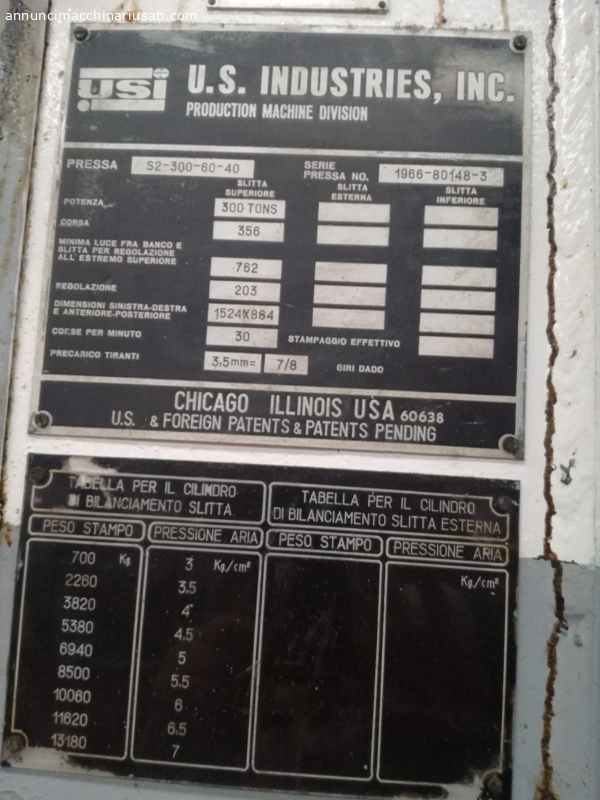 annuncimacchinariusati.com
usi
U.S. INDUSTRIES, INC.
PRODUCTION MACHINE DIVISION
PRESSA S2-300-60-40 SERIE PRESSA NO. 1966-80148-3
SLITTA SUPERIORE SLITTA ESTERNA SLITTA INFERIORE
POTENZA 300 TONS
CORSA 356
MINIMA LUCE FRA BANCO E
SLITTA PER REGOLAZIONE
ALL'ESTREMO SUPERIORE 762
REGOLAZIONE 203
DIMENSIONI SINISTRA-DESTRA
E ANTERIORE-POSTERIORE 1524X864
CORSE PER MINUTO 30 STAMPAGGIO EFFETTIVO
PRECARICO TIRANTI 3,5mm= 7/8 GIRI DADO
CHICAGO ILLINOIS USA 60638
U.S. & FOREIGN PATENTS & PATENTS PENDING
TABELLA PER IL CILINDRO
DI BILANCIAMENTO SLITTA
PESO STAMPO PRESSIONE ARIA
700 Kg 3 Kg/cm²
2260 3,5
3820 4
5380 4.5
6940 5
8500 5.5
10060 6
11620 6,5
13180 7
TABELLA PER IL CILINDRO
DI BILANCIAMENTO SLITTA ESTERNA
PESO STAMPO PRESSIONE ARIA
Kg/cm²